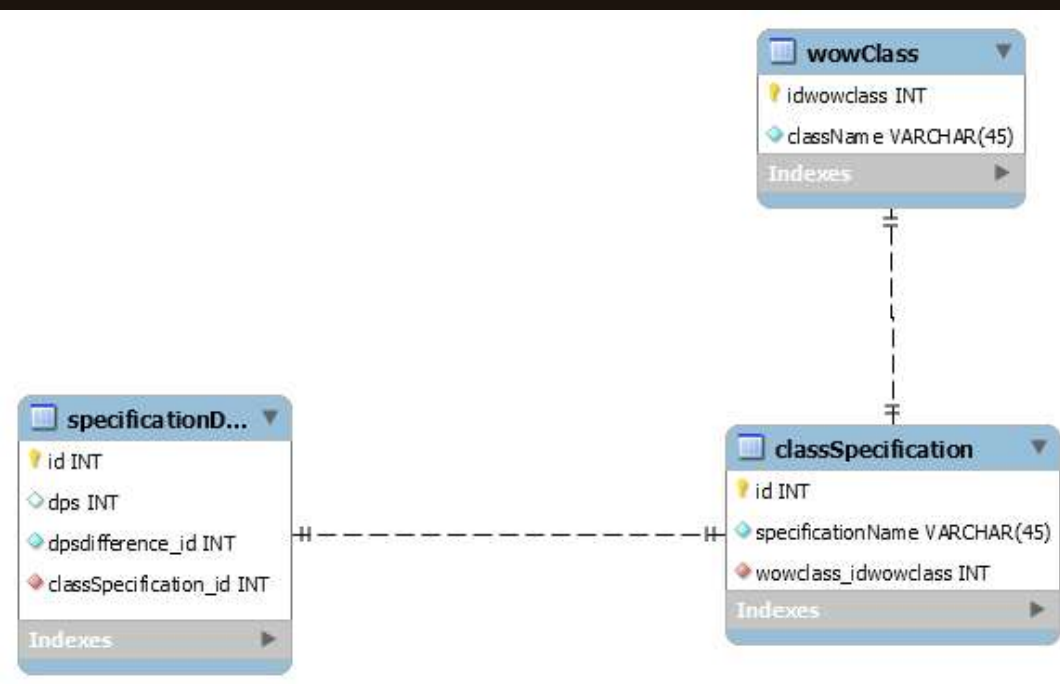 wowClass
idwowclass INT
className VARCHAR(45)
Indexes
specificationD...
id INT
dps INT
dpsdifference_id INT
classSpecification_id INT
Indexes
classSpecification
id INT
specificationName VARCHAR(45)
wowclass_idwowclass INT
Indexes